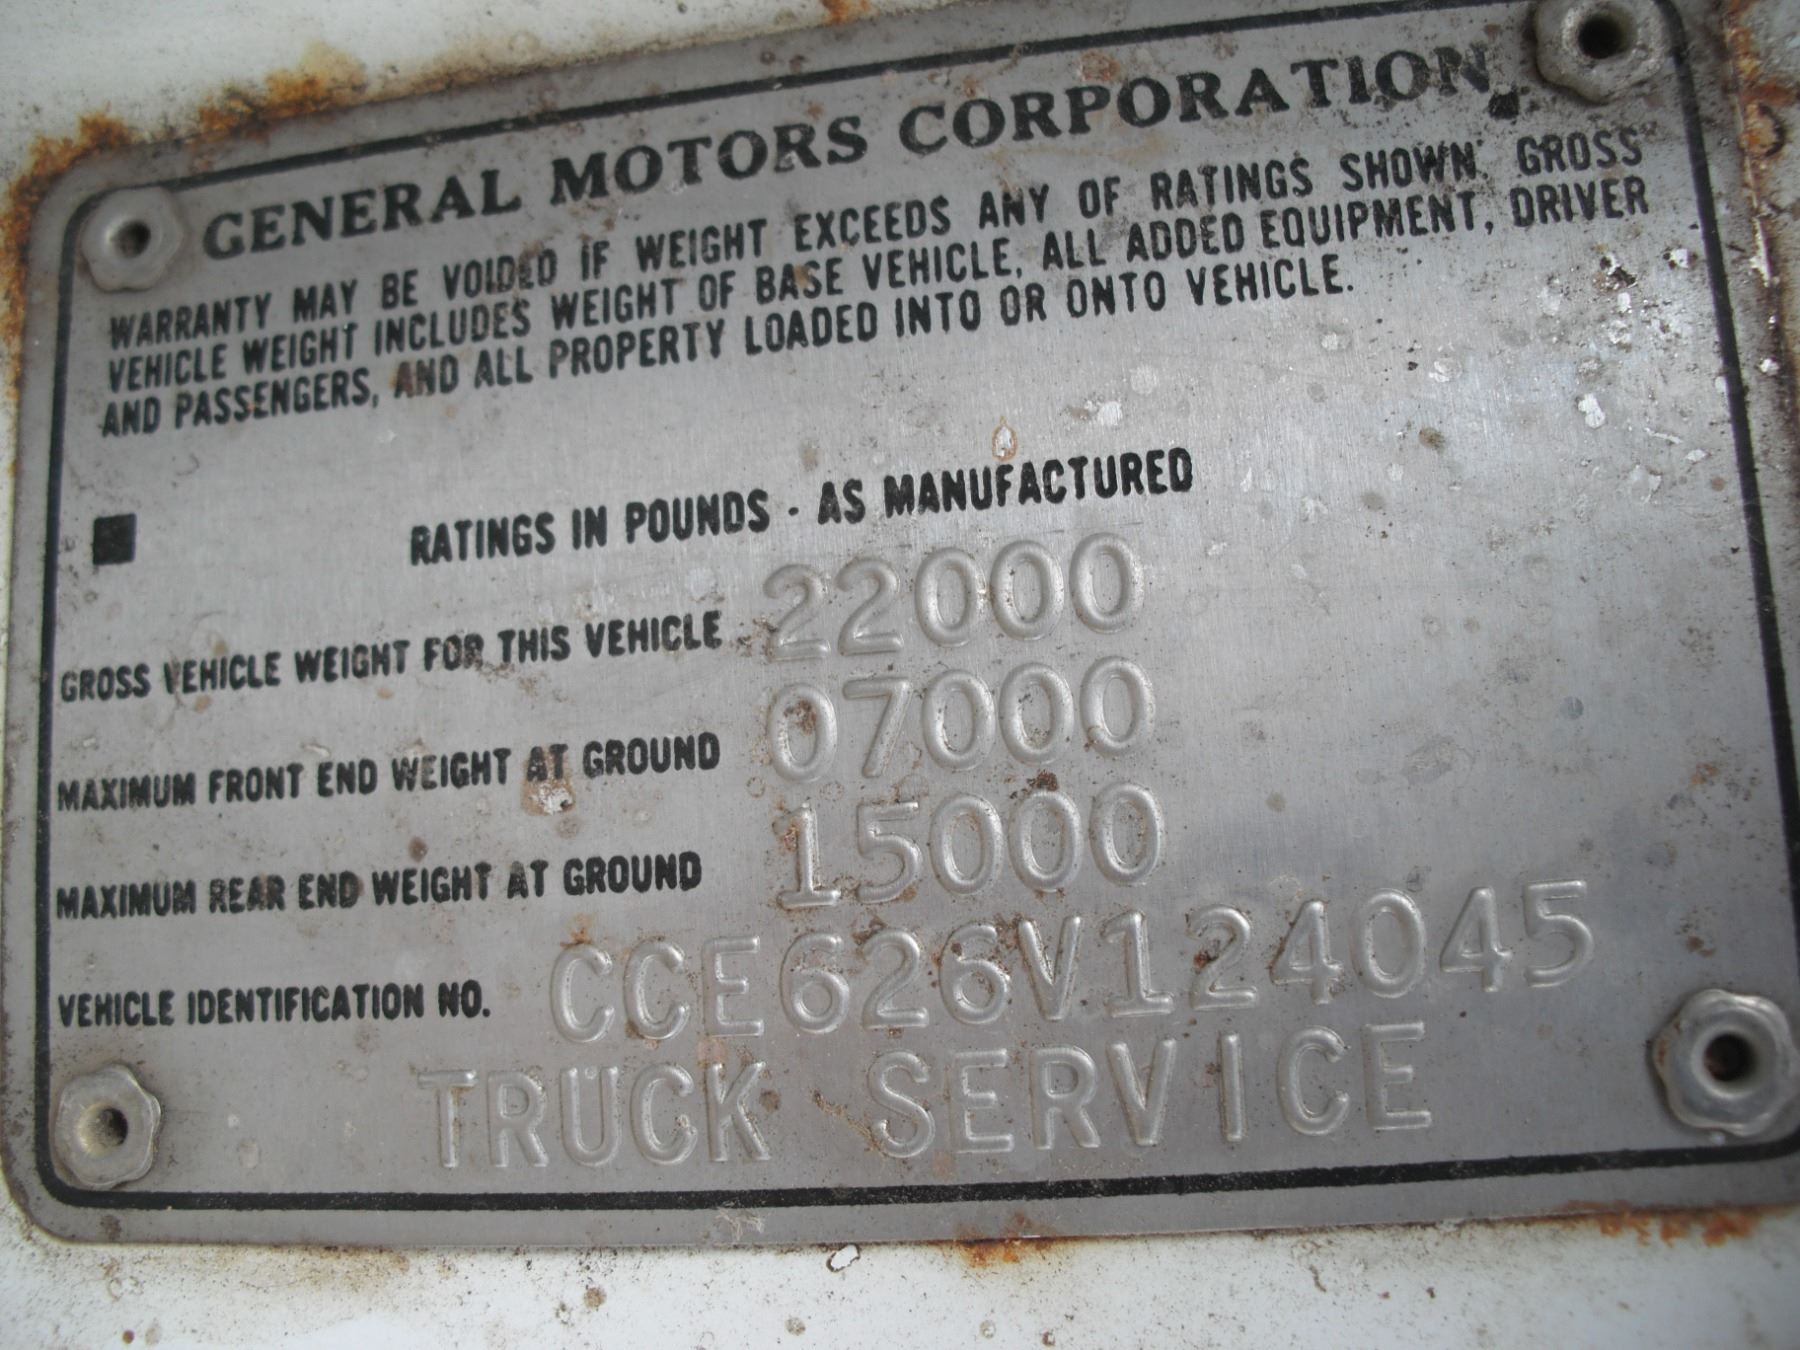 GENERAL MOTORS CORPORATION
WARRANTY MAY BE VOIDED IF WEIGHT EXCEEDS ANY OF RATINGS SHOWN. GROSS
VEHICLE WEIGHT INCLUDES WEIGHT OF BASE VEHICLE, ALL ADDED EQUIPMENT, DRIVER
AND PASSENGERS, AND ALL PROPERTY LOADED INTO OR ONTO VEHICLE.
RATINGS IN POUNDS - AS MANUFACTURED
GROSS VEHICLE WEIGHT FOR THIS VEHICLE 22000
MAXIMUM FRONT END WEIGHT AT GROUND 07000
MAXIMUM REAR END WEIGHT AT GROUND 15000
VEHICLE IDENTIFICATION NO. CCE626V124045
TRUCK SERVICE